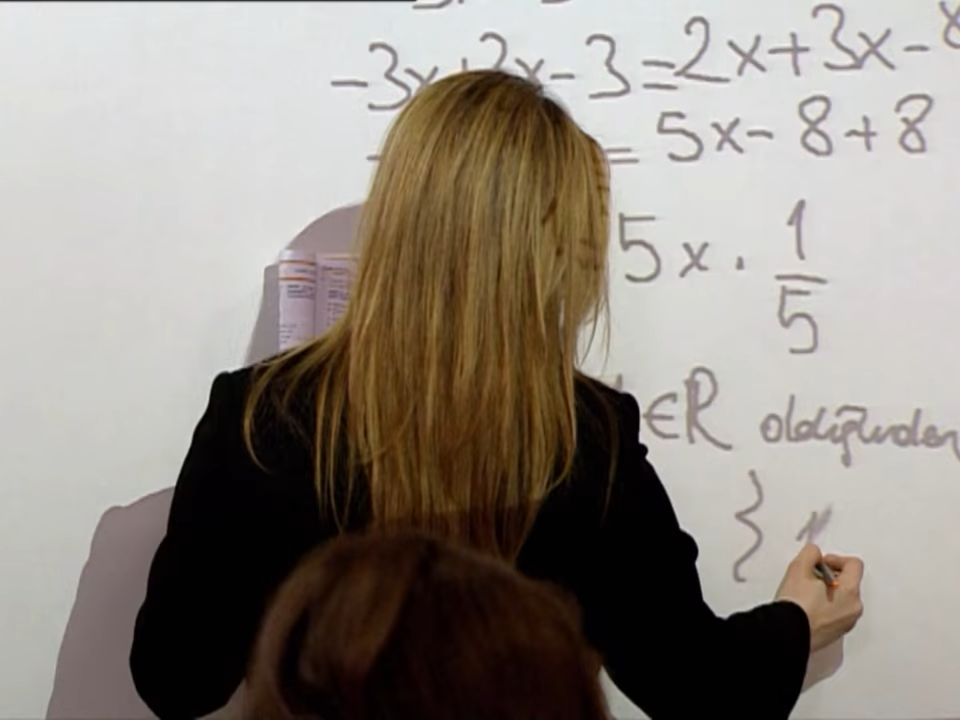 -3x+2x-3=2x+3x-8
= 5x-8+8
5x · 1/5
∈R olduğundan
}